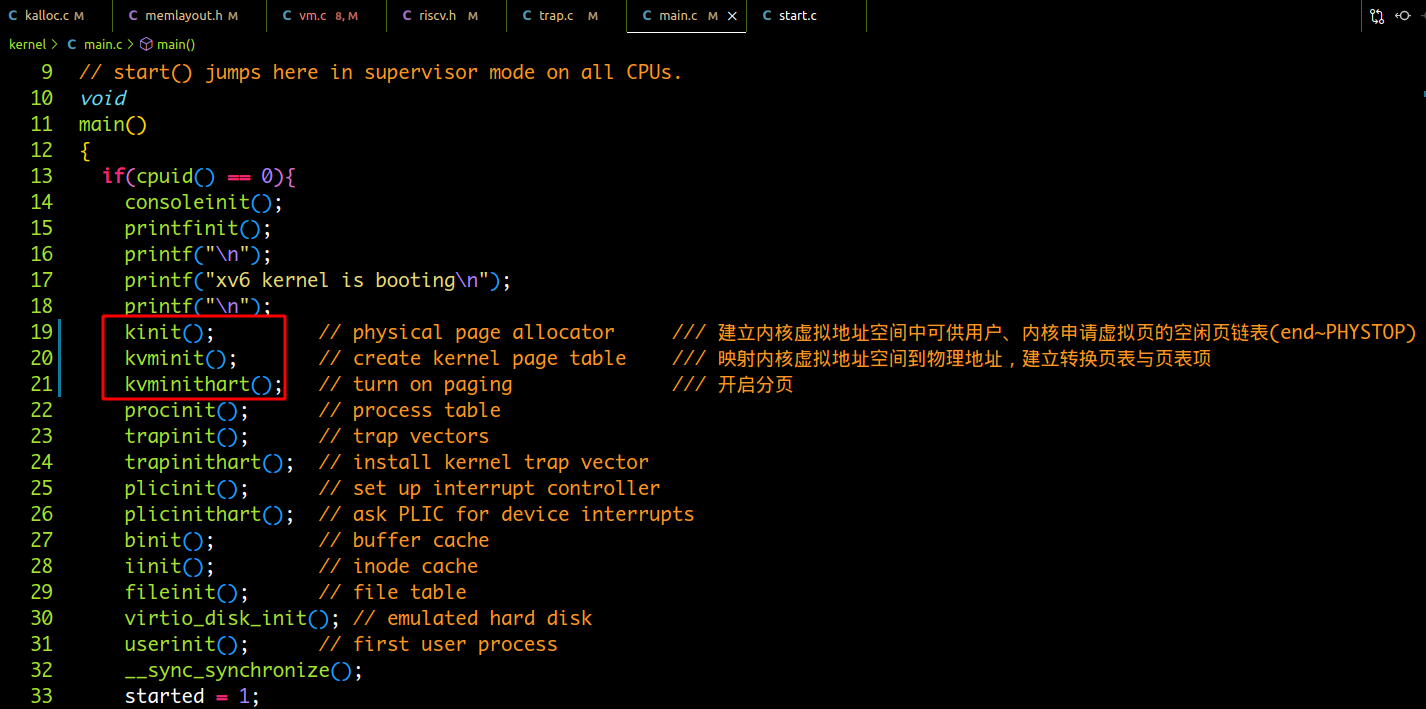 C kalloc.c M C memlayout.h M C vm.c 8, M C riscv.h M C trap.c M C main.c M × C start.c
kernel > C main.c > main()
9 // start() jumps here in supervisor mode on all CPUs.
10 void
11 main()
12 {
13 if(cpuid() == 0){
14 consoleinit();
15 printfinit();
16 printf("\n");
17 printf("xv6 kernel is booting\n");
18 printf("\n");
19 kinit(); // physical page allocator /// 建立内核虚拟地址空间中可供用户、内核申请虚拟页的空闲页链表(end~PHYSTOP)
20 kvminit(); // create kernel page table /// 映射内核虚拟地址空间到物理地址，建立转换页表与页表项
21 kvminithart(); // turn on paging /// 开启分页
22 procinit(); // process table
23 trapinit(); // trap vectors
24 trapinithart(); // install kernel trap vector
25 plicinit(); // set up interrupt controller
26 plicinithart(); // ask PLIC for device interrupts
27 binit(); // buffer cache
28 iinit(); // inode cache
29 fileinit(); // file table
30 virtio_disk_init(); // emulated hard disk
31 userinit(); // first user process
32 __sync_synchronize();
33 started = 1;